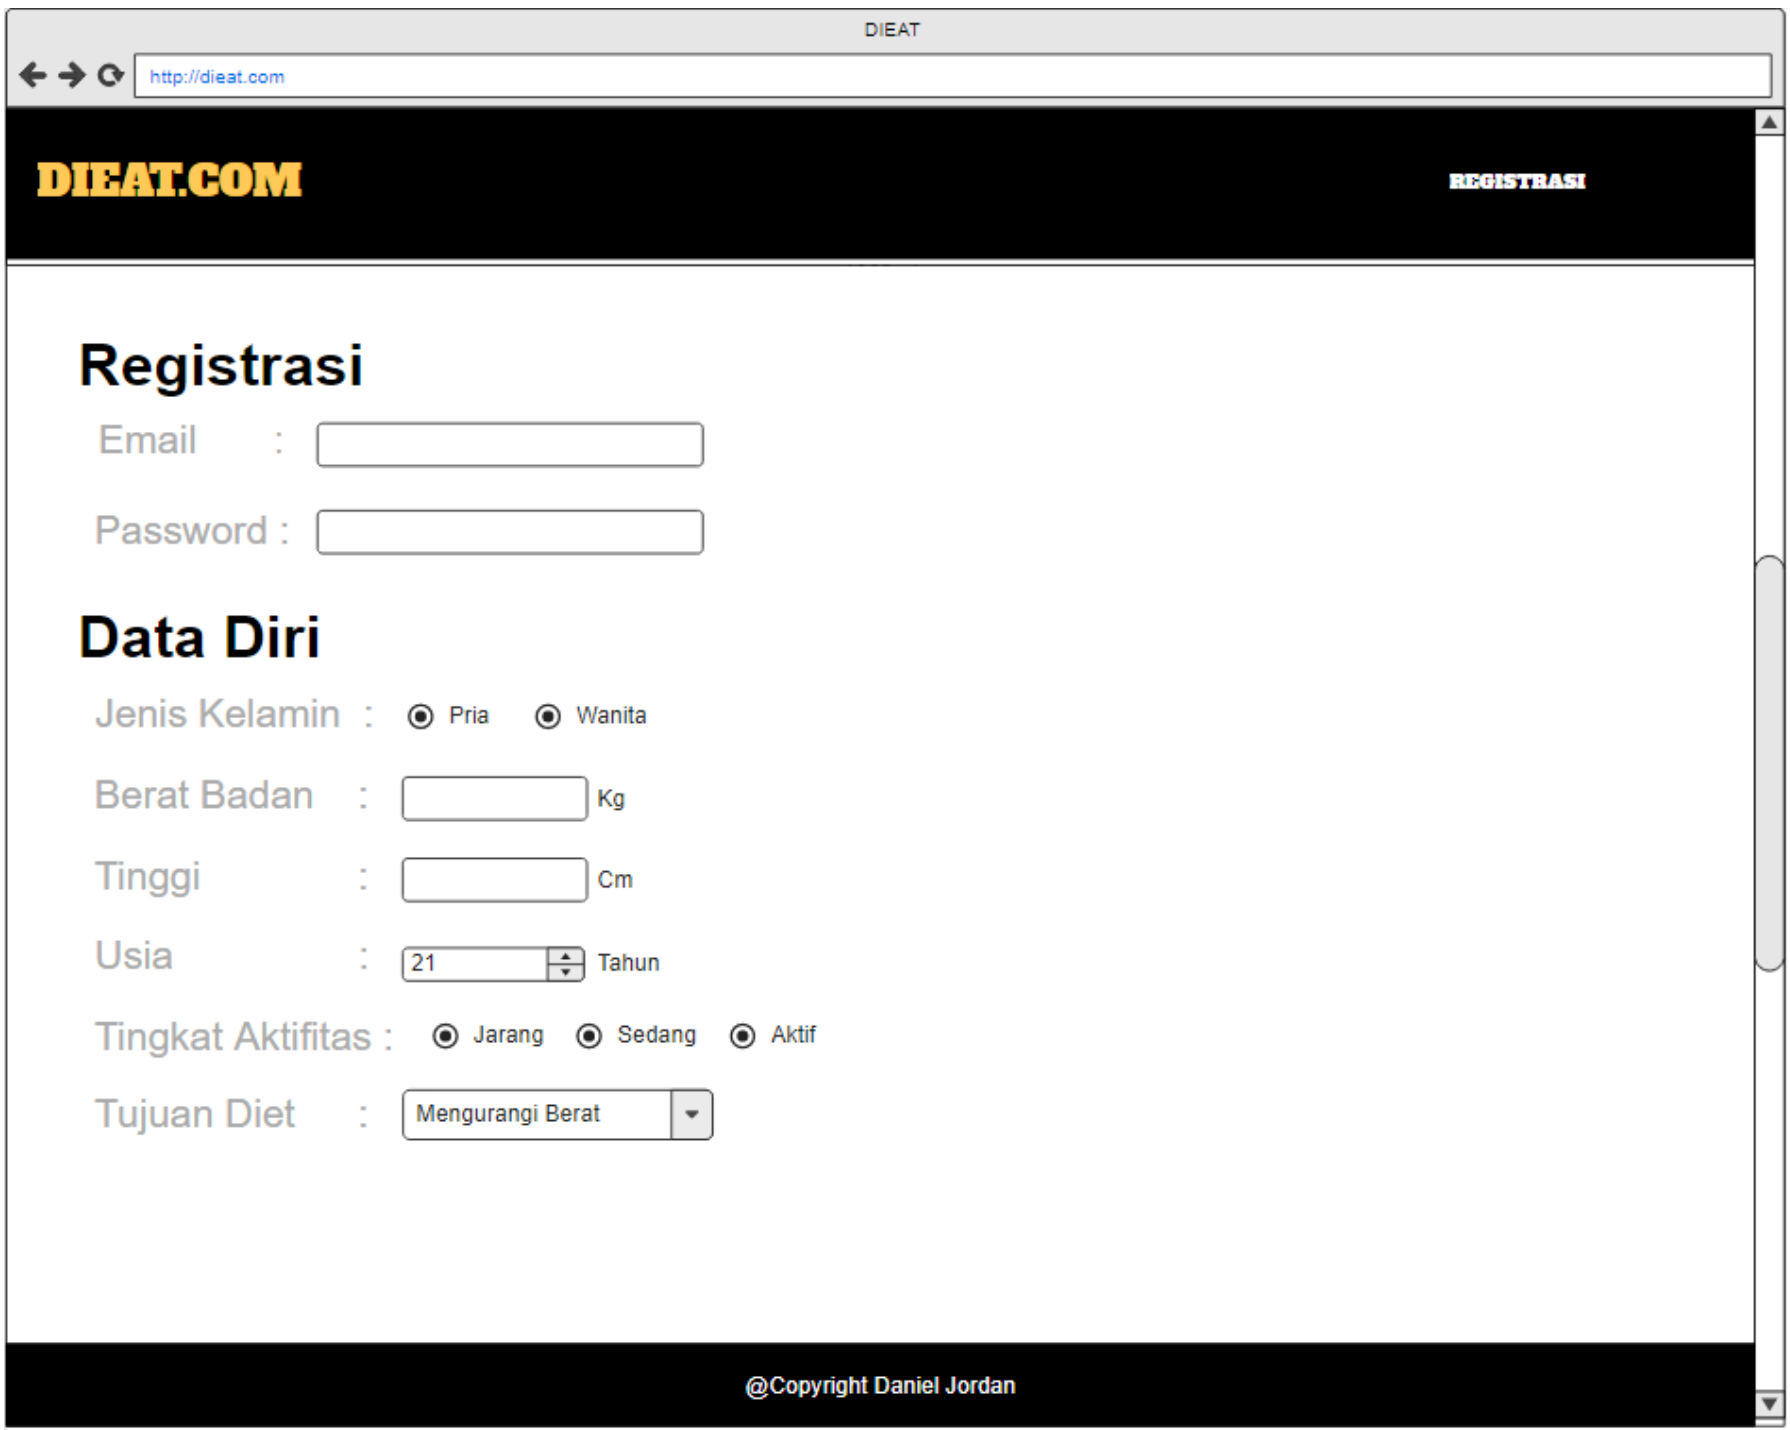 DIEAT
http://dieat.com
DIEAT.COM
REGISTRASI
Registrasi
Email :
Password :
Data Diri
Jenis Kelamin : Pria Wanita
Berat Badan : Kg
Tinggi : Cm
Usia : 21 Tahun
Tingkat Aktifitas : Jarang Sedang Aktif
Tujuan Diet : Mengurangi Berat
@Copyright Daniel Jordan